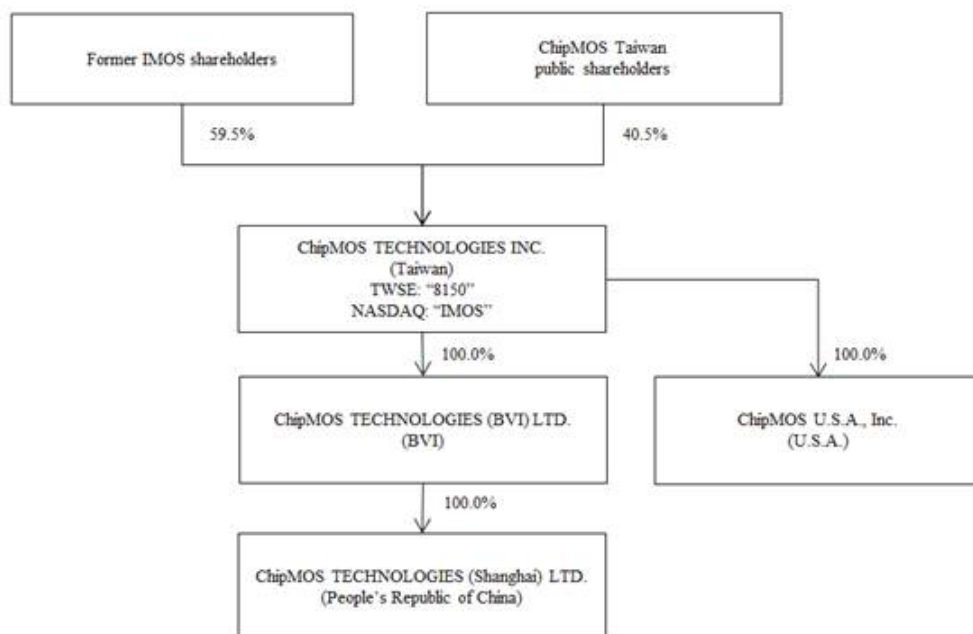 Former IMOS shareholders
ChipMOS Taiwan
public shareholders
59.5%
40.5%
ChipMOS TECHNOLOGIES INC.
(Taiwan)
TWSE: “8150”
NASDAQ: “IMOS”
100.0%
100.0%
ChipMOS TECHNOLOGIES (BVI) LTD.
(BVI)
ChipMOS U.S.A., Inc.
(U.S.A.)
100.0%
ChipMOS TECHNOLOGIES (Shanghai) LTD.
(People’s Republic of China)